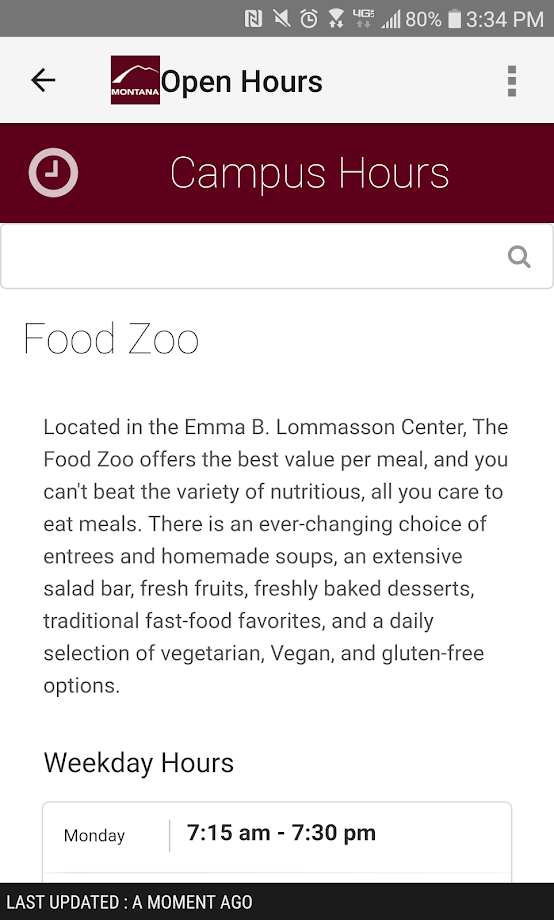 4G 80% 3:34 PM
MONTANA Open Hours
Campus Hours
Food Zoo
Located in the Emma B. Lommasson Center, The
Food Zoo offers the best value per meal, and you
can't beat the variety of nutritious, all you care to
eat meals. There is an ever-changing choice of
entrees and homemade soups, an extensive
salad bar, fresh fruits, freshly baked desserts,
traditional fast-food favorites, and a daily
selection of vegetarian, Vegan, and gluten-free
options.
Weekday Hours
Monday 7:15 am - 7:30 pm
LAST UPDATED : A MOMENT AGO